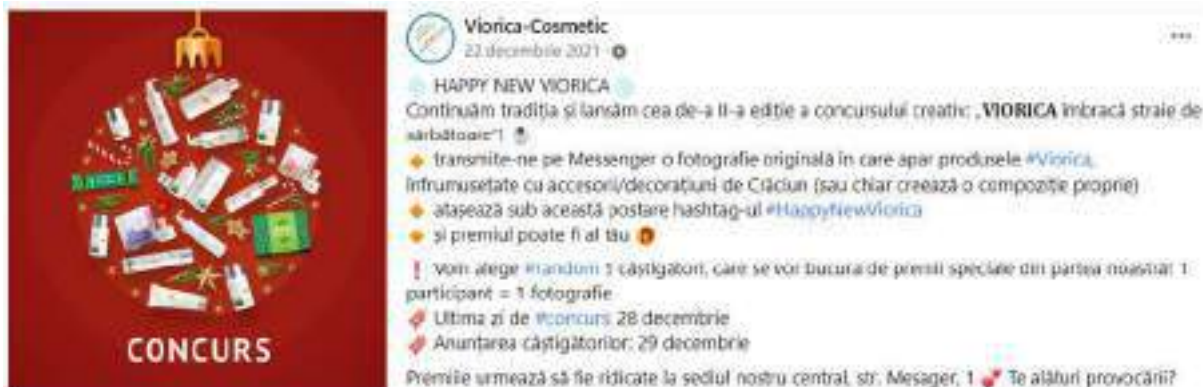 CONCURS
Viorica-Cosmetic
22 decembrie 2021
HAPPY NEW VIORICA
Continuăm tradiția și lansăm cea de-a II-a ediție a concursului creativ: „VIORICA îmbracă straie de
sărbătoare"!
transmite-ne pe Messenger o fotografie originală în care apar produsele #Viorica,
înfrumusețate cu accesorii/decorațiuni de Crăciun (sau chiar creează o compoziție proprie)
atașează sub această postare hashtag-ul #HappyNewViorica
și premiul poate fi al tău
Vom alege #random 1 câștigători, care se vor bucura de premii speciale din partea noastră! 1
participant = 1 fotografie
Ultima zi de #concurs 28 decembrie
Anunțarea câștigătorilor: 29 decembrie
Premiile urmează să fie ridicate la sediul nostru central, str. Mesager, 1 Te alături provocării?